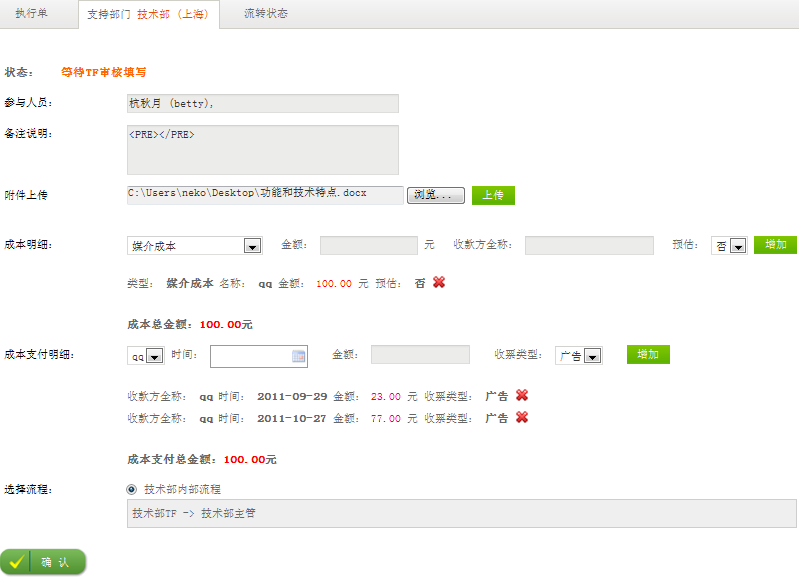 执行单 支持部门 技术部 (上海) 流转状态
状态： 等待TF审核填写
参与人员： 杭秋月 (betty),
备注说明： <PRE></PRE>
附件上传 C:\Users\neko\Desktop\功能和技术特点.docx 浏览... 上传
成本明细： 媒介成本 金额： 元 收款方全称： 预估： 否 增加
类型： 媒介成本 名称： qq 金额： 100.00 元 预估： 否
成本总金额：100.00元
成本支付明细： qq 时间： 金额： 收票类型： 广告 增加
收款方全称： qq 时间： 2011-09-29 金额： 23.00 元 收票类型： 广告
收款方全称： qq 时间： 2011-10-27 金额： 77.00 元 收票类型： 广告
成本支付总金额：100.00元
选择流程： 技术部内部流程
技术部TF -> 技术部主管
确 认